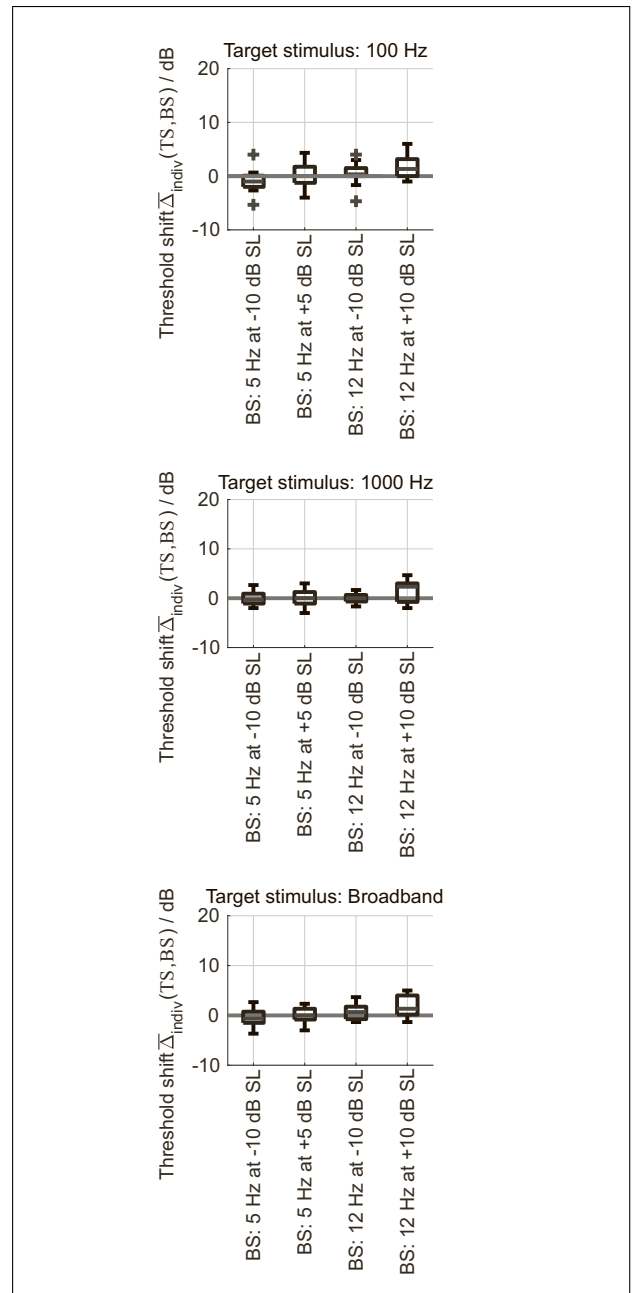 Target stimulus: 100 Hz
Threshold shift Δ̅indiv(TS,BS) / dB
20
10
0
-10
BS: 5 Hz at -10 dB SL
BS: 5 Hz at +5 dB SL
BS: 12 Hz at -10 dB SL
BS: 12 Hz at +10 dB SL
Target stimulus: 1000 Hz
Threshold shift Δ̅indiv(TS,BS) / dB
20
10
0
-10
BS: 5 Hz at -10 dB SL
BS: 5 Hz at +5 dB SL
BS: 12 Hz at -10 dB SL
BS: 12 Hz at +10 dB SL
Target stimulus: Broadband
Threshold shift Δ̅indiv(TS,BS) / dB
20
10
0
-10
BS: 5 Hz at -10 dB SL
BS: 5 Hz at +5 dB SL
BS: 12 Hz at -10 dB SL
BS: 12 Hz at +10 dB SL